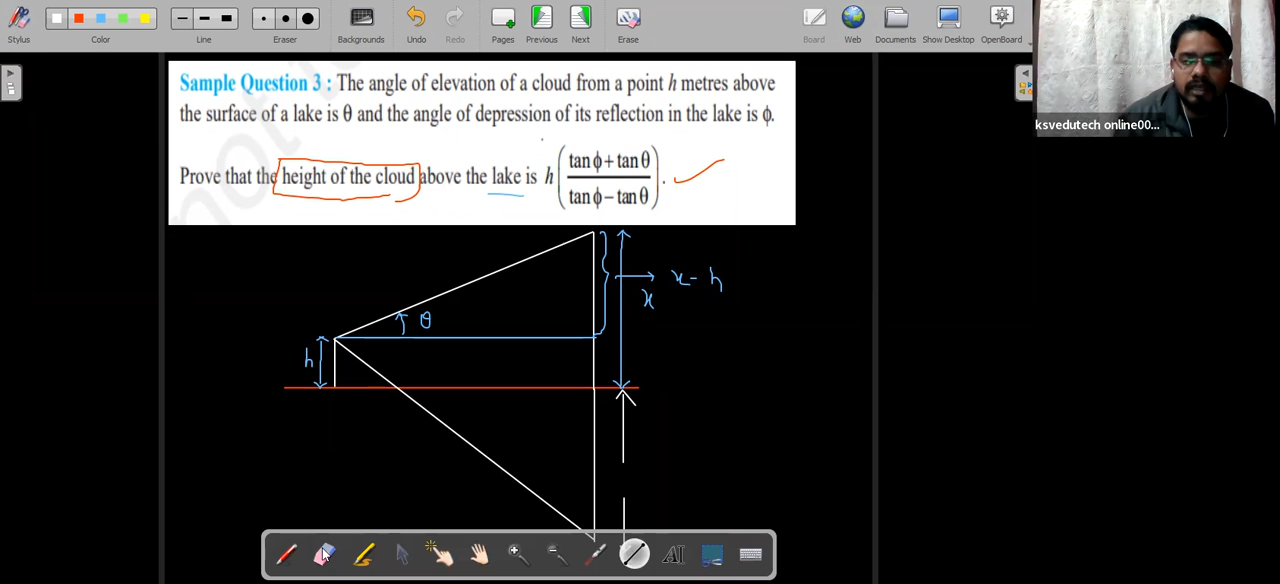 Stylus
Color
Line
Eraser
Backgrounds
Undo
Redo
Pages
Previous
Next
Erase
Board
Web
Documents
Show Desktop
OpenBoard
ksvedutech online00...
Sample Question 3 : The angle of elevation of a cloud from a point h metres above
the surface of a lake is θ and the angle of depression of its reflection in the lake is ϕ.
Prove that the height of the cloud above the lake is h((tan ϕ + tan θ)/(tan ϕ − tan θ)).
x - h
x
θ
h
AI